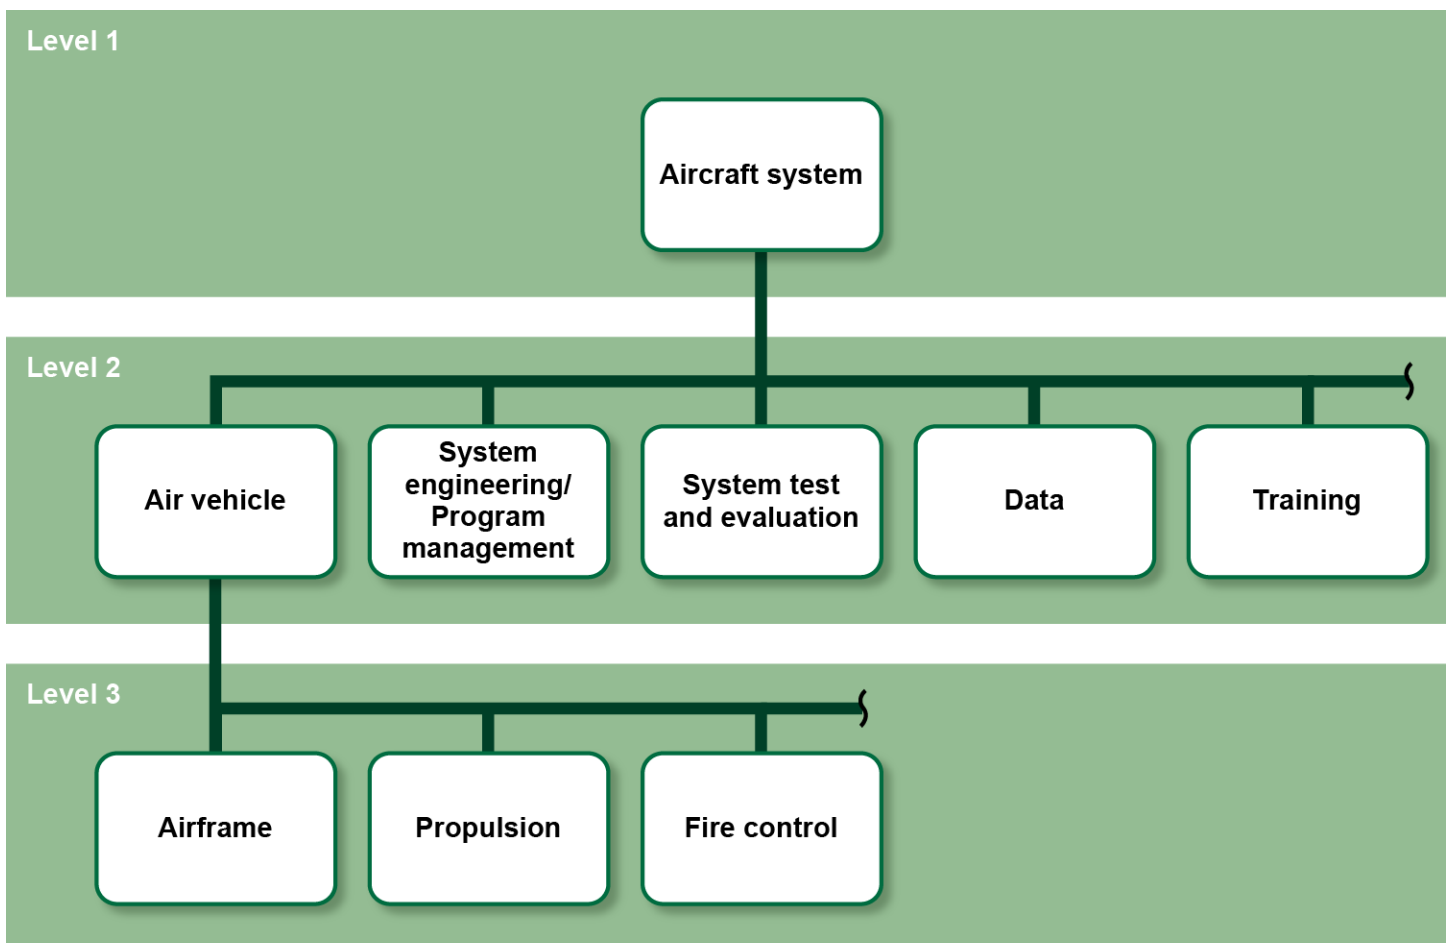 Level 1
Aircraft system
Level 2
Air vehicle
System
engineering/
Program
management
System test
and evaluation
Data
Training
Level 3
Airframe
Propulsion
Fire control